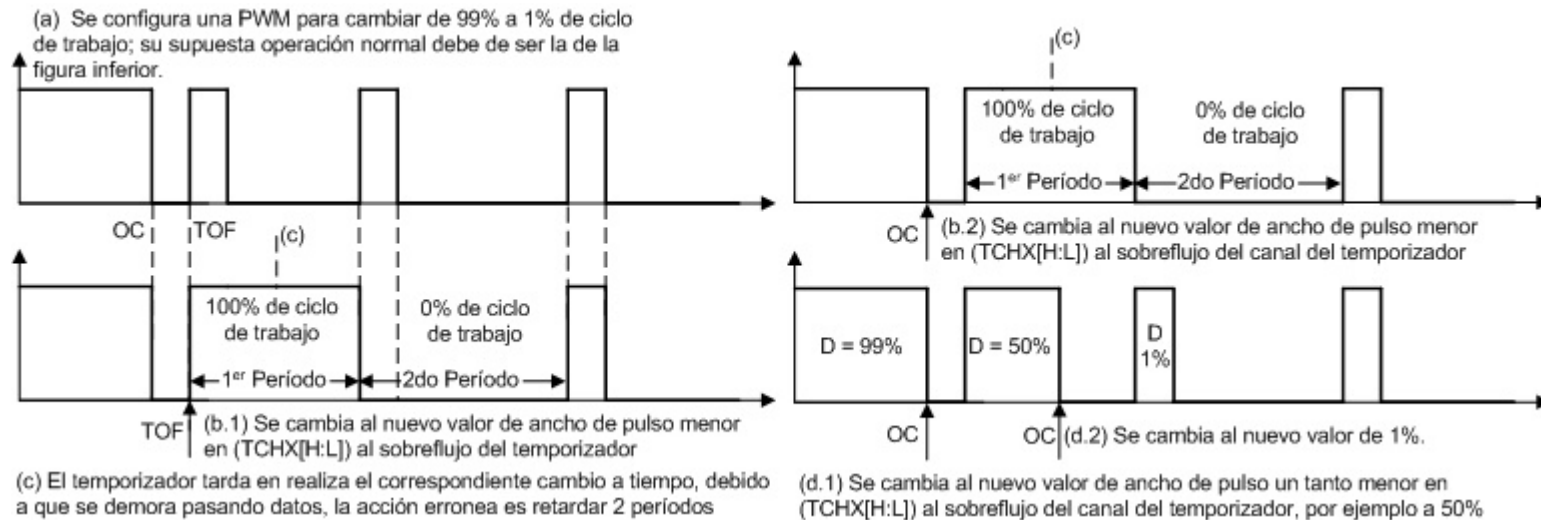 (a) Se configura una PWM para cambiar de 99% a 1% de ciclo
de trabajo; su supuesta operación normal debe de ser la de la
figura inferior.
OC
TOF
(c)
100% de ciclo
de trabajo
0% de ciclo
de trabajo
1er Período
2do Período
TOF
(b.1) Se cambia al nuevo valor de ancho de pulso menor
en (TCHX[H:L]) al sobreflujo del temporizador
(c) El temporizador tarda en realiza el correspondiente cambio a tiempo, debido
a que se demora pasando datos, la acción erronea es retardar 2 períodos
(c)
100% de ciclo
de trabajo
0% de ciclo
de trabajo
1er Período
2do Período
OC
(b.2) Se cambia al nuevo valor de ancho de pulso menor
en (TCHX[H:L]) al sobreflujo del canal del temporizador
D = 99%
D = 50%
D
1%
OC
OC
(d.2) Se cambia al nuevo valor de 1%.
(d.1) Se cambia al nuevo valor de ancho de pulso un tanto menor en
(TCHX[H:L]) al sobreflujo del canal del temporizador, por ejemplo a 50%